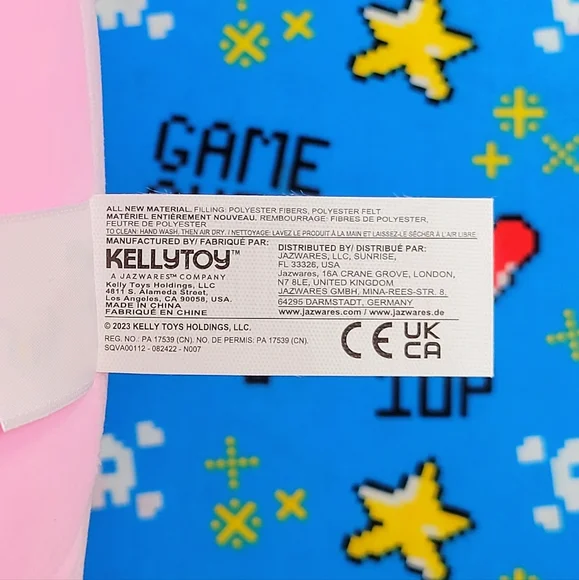 GAME
ALL NEW MATERIAL. FILLING: POLYESTER FIBERS, POLYESTER FELT
MATÉRIEL ENTIÈREMENT NOUVEAU. REMBOURRAGE: FIBRES DE POLYESTER,
FEUTRE DE POLYESTER
TO CLEAN: HAND WASH, THEN AIR DRY. / NETTOYAGE: LAVEZ LE PRODUIT À LA MAIN ET LAISSEZ-LE SÉCHER À L'AIR LIBRE.
MANUFACTURED BY/ FABRIQUÉ PAR:
KELLYTOY™
A JAZWARES™ COMPANY
Kelly Toys Holdings, LLC
4811 S. Alameda Street,
Los Angeles, CA 90058, USA.
MADE IN CHINA
FABRIQUÉ EN CHINE
DISTRIBUTED BY/ DISTRIBUÉ PAR:
JAZWARES, LLC, SUNRISE,
FL 33326, USA
Jazwares, 16A CRANE GROVE, LONDON,
N7 8LE, UNITED KINGDOM
JAZWARES GMBH, MINA-REES-STR. 8,
64295 DARMSTADT, GERMANY
www.jazwares.com / www.jazwares.de
© 2023 KELLY TOYS HOLDINGS, LLC.
REG. NO.: PA 17539 (CN). NO. DE PERMIS: PA 17539 (CN).
SQVA00112 - 082422 - N007
CE UK
CA
1UP